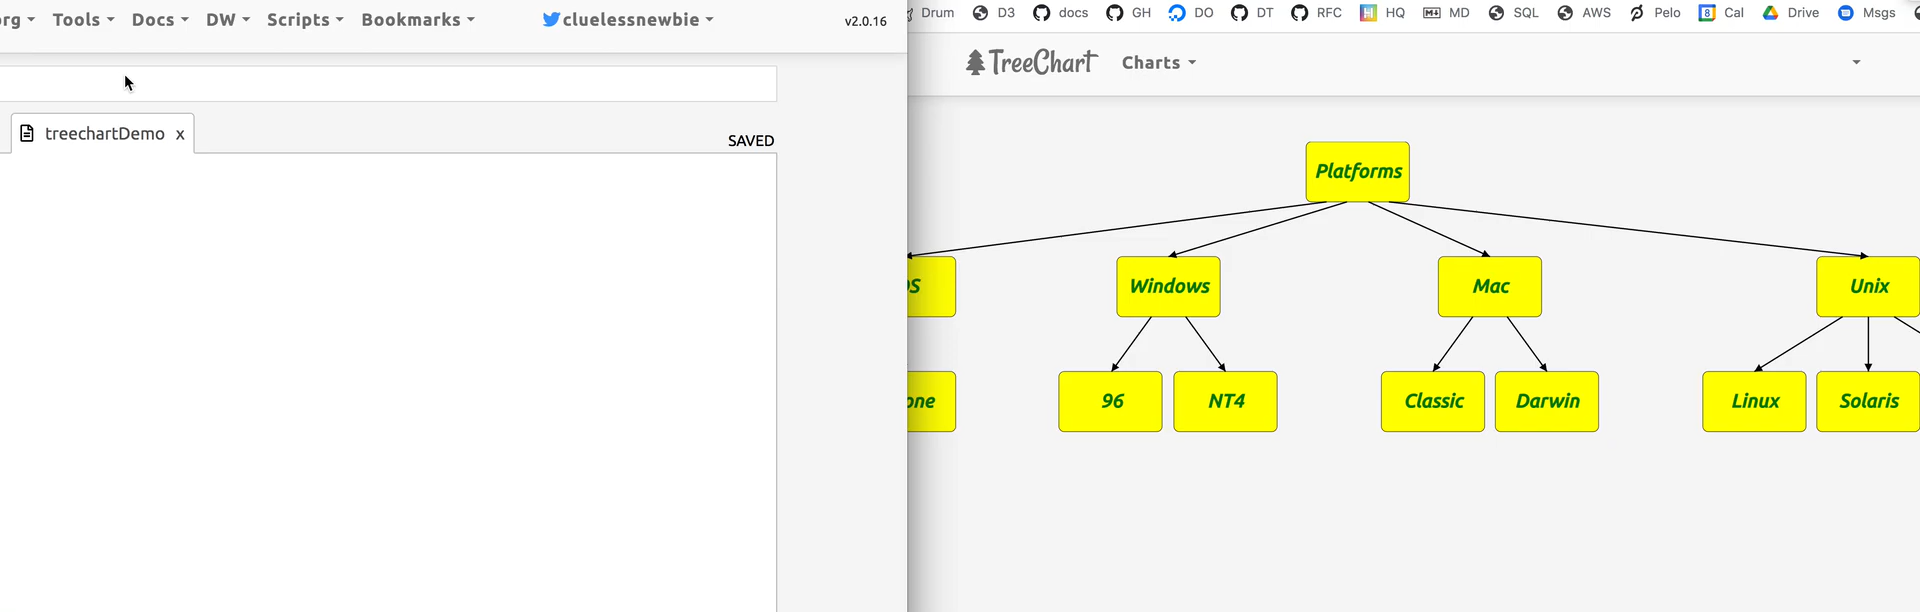 rg Tools Docs DW Scripts Bookmarks cluelessnewbie v2.0.16
treechartDemo x
SAVED
Drum D3 docs GH DO DT RFC HQ MD SQL AWS Pelo 8 Cal Drive Msgs
TreeChart Charts
Platforms
S Windows Mac Unix
one 96 NT4 Classic Darwin Linux Solaris